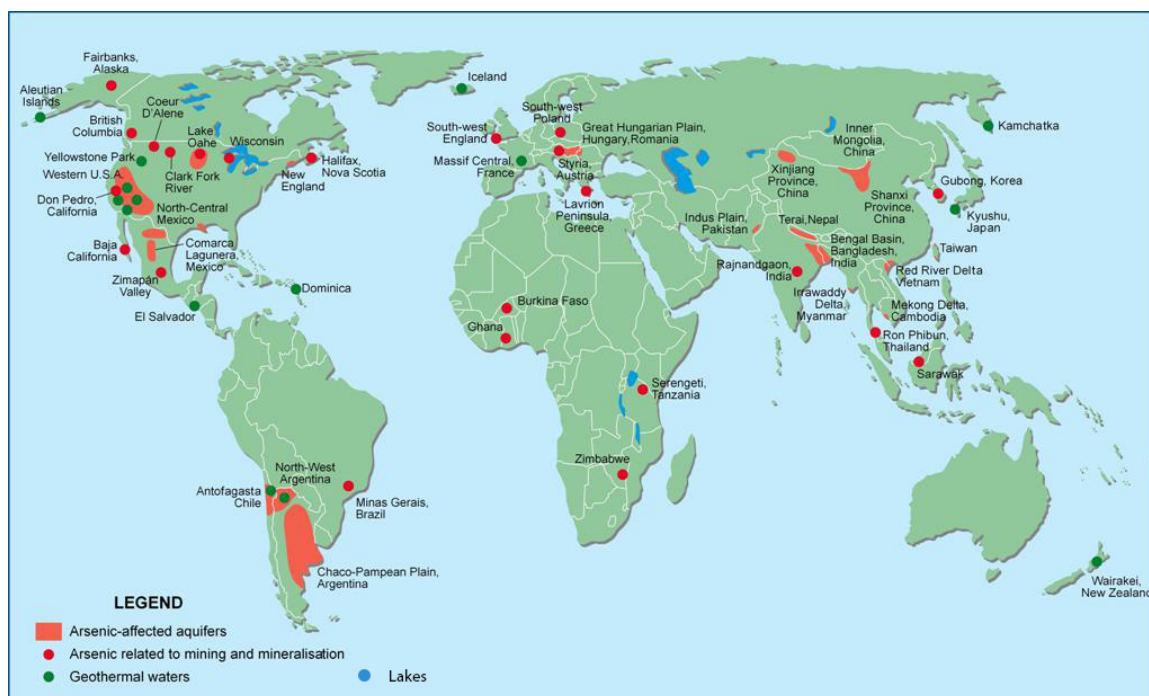 Fairbanks,
Alaska
Aleutian
Islands
Coeur
D'Alene
British
Columbia
Lake
Oahe
Wisconsin
Yellowstone Park
Western U.S.A.
Clark Fork
River
New
England
Halifax,
Nova Scotia
Don Pedro,
California
North-Central
Mexico
Baja
California
Comarca
Lagunera,
Mexico
Zimapán
Valley
El Salvador
Dominica
Iceland
South-west
Poland
South-west
England
Great Hungarian Plain,
Hungary,Romania
Massif Central,
France
Styria,
Austria
Lavrion
Peninsula,
Greece
Inner
Mongolia,
China
Kamchatka
Xinjiang
Province,
China
Gubong, Korea
Shanxi
Province,
China
Kyushu,
Japan
Indus Plain,
Pakistan
Terai,Nepal
Bengal Basin,
Bangladesh,
India
Taiwan
Rajnandgaon,
India
Red River Delta
Vietnam
Irrawaddy
Delta,
Myanmar
Mekong Delta,
Cambodia
Ron Phibun,
Thailand
Sarawak
Burkina Faso
Ghana
Serengeti,
Tanzania
Zimbabwe
North-West
Argentina
Antofagasta
Chile
Minas Gerais,
Brazil
Chaco-Pampean Plain,
Argentina
Wairakei,
New Zealand
LEGEND
Arsenic-affected aquifers
Arsenic related to mining and mineralisation
Geothermal waters
Lakes